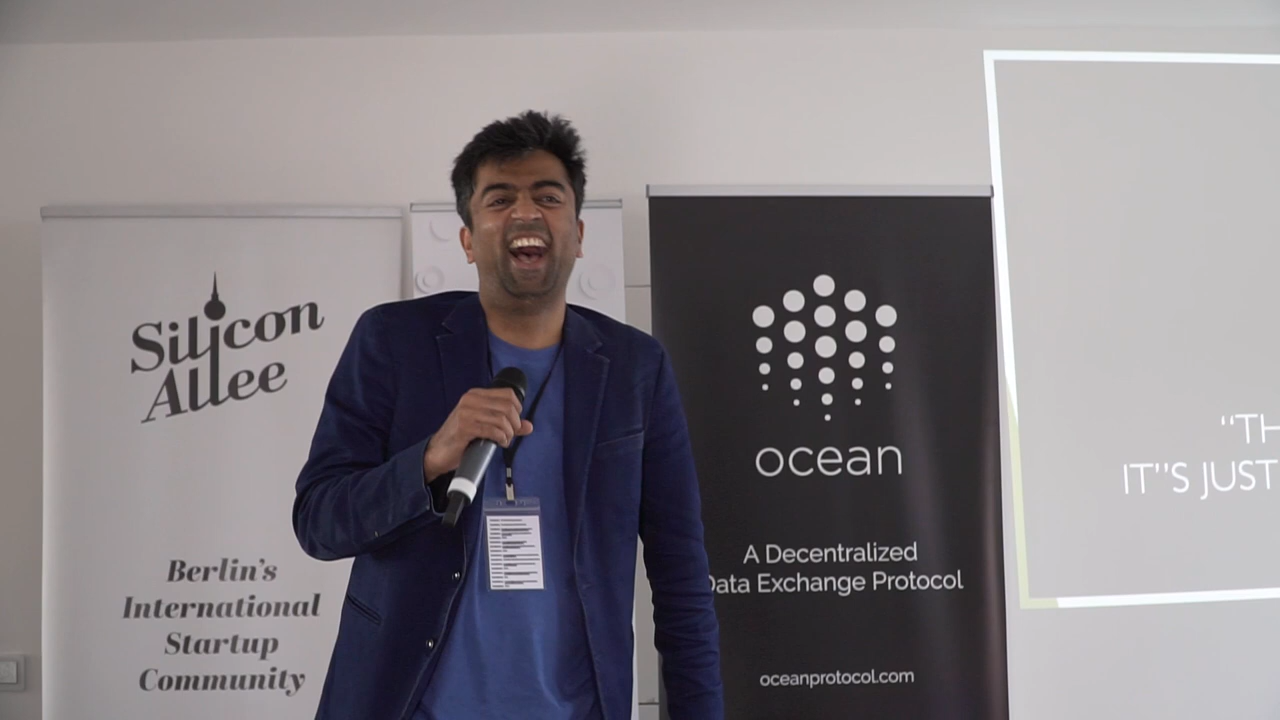 Silicon
Allee
Berlin's
International
Startup
Community
ocean
A Decentralized
Data Exchange Protocol
oceanprotocol.com
“TH
IT"S JUST